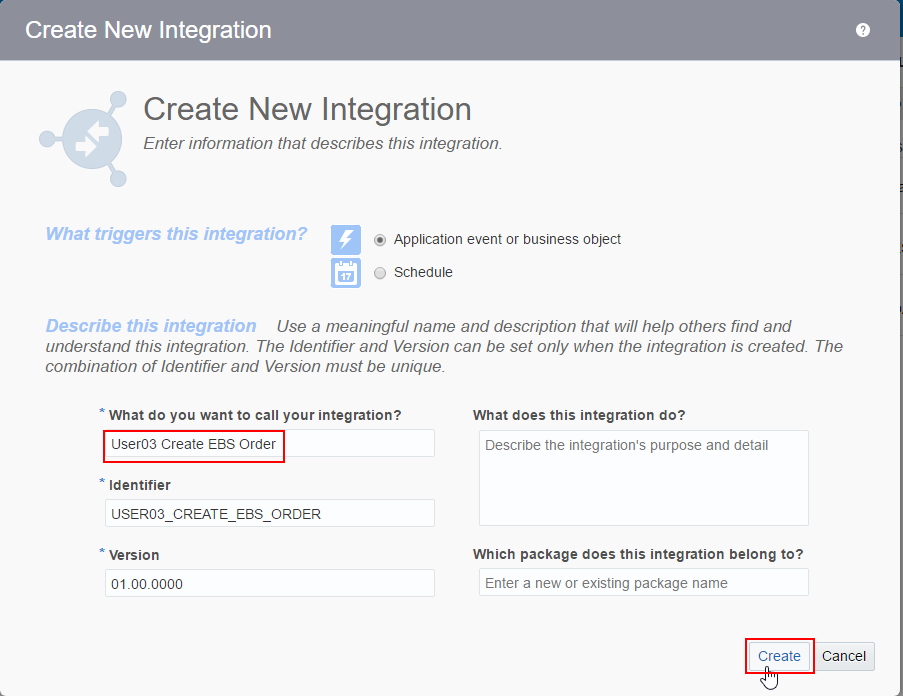 Create New Integration
?
Create New Integration
Enter information that describes this integration.
What triggers this integration?
Application event or business object
17
Schedule
Describe this integration Use a meaningful name and description that will help others find and
understand this integration. The Identifier and Version can be set only when the integration is created. The
combination of Identifier and Version must be unique.
* What do you want to call your integration?
User03 Create EBS Order
* Identifier
USER03_CREATE_EBS_ORDER
* Version
01.00.0000
What does this integration do?
Describe the integration's purpose and detail
Which package does this integration belong to?
Enter a new or existing package name
Create
Cancel